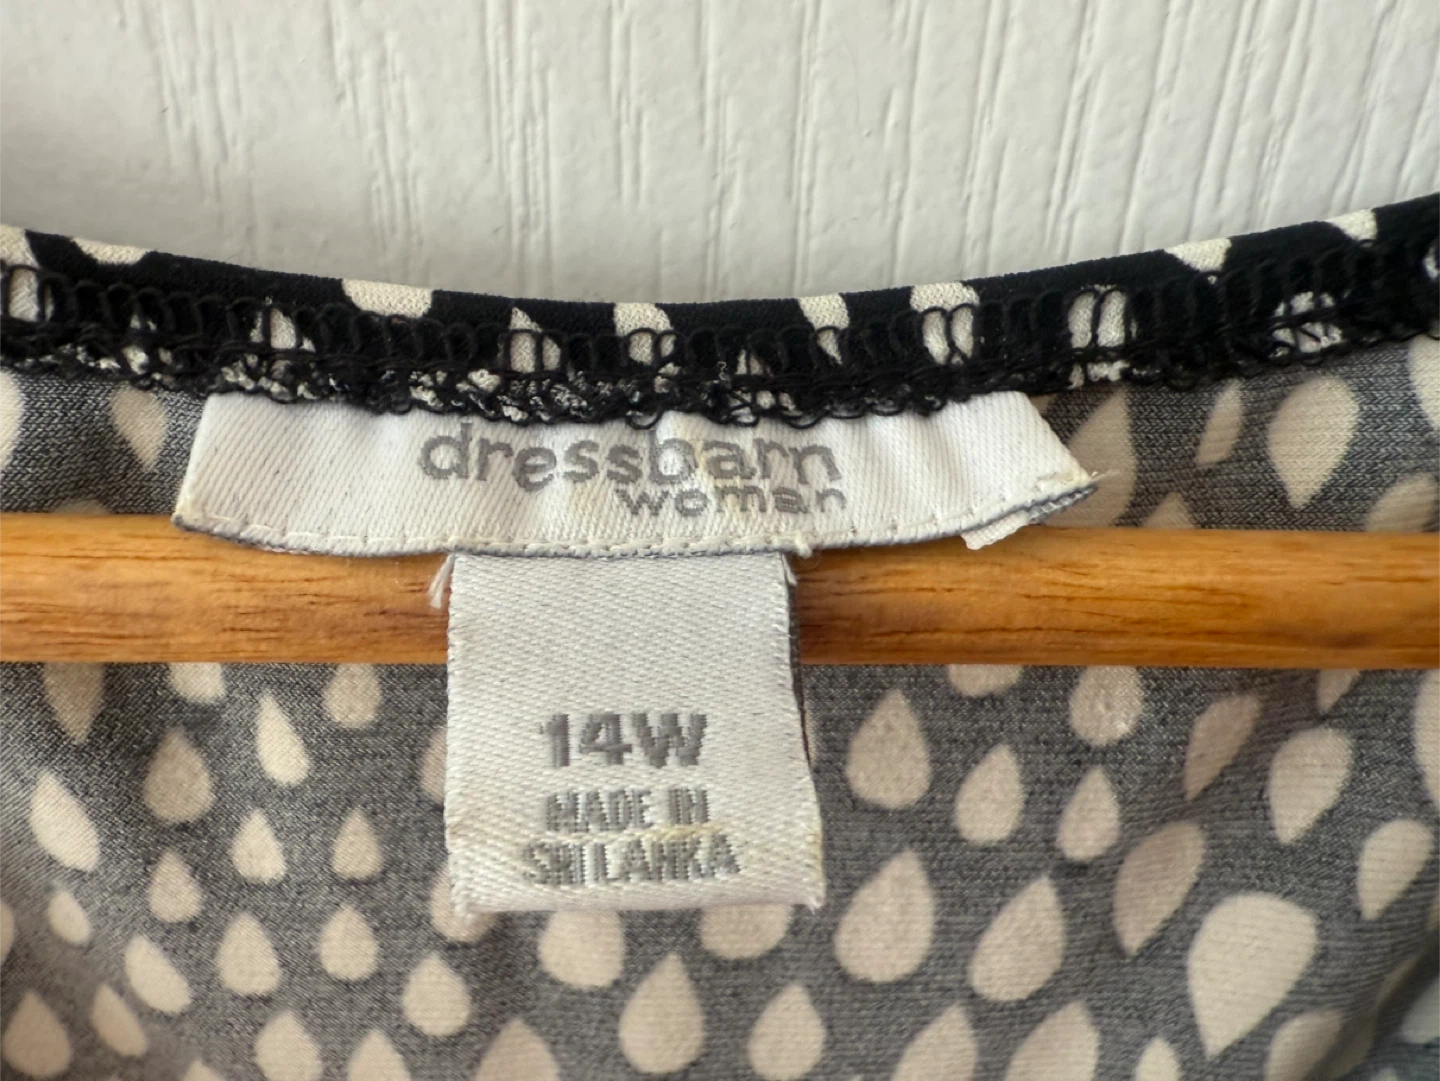 dressbarn
woman
14W
MADE IN
SRI LANKA